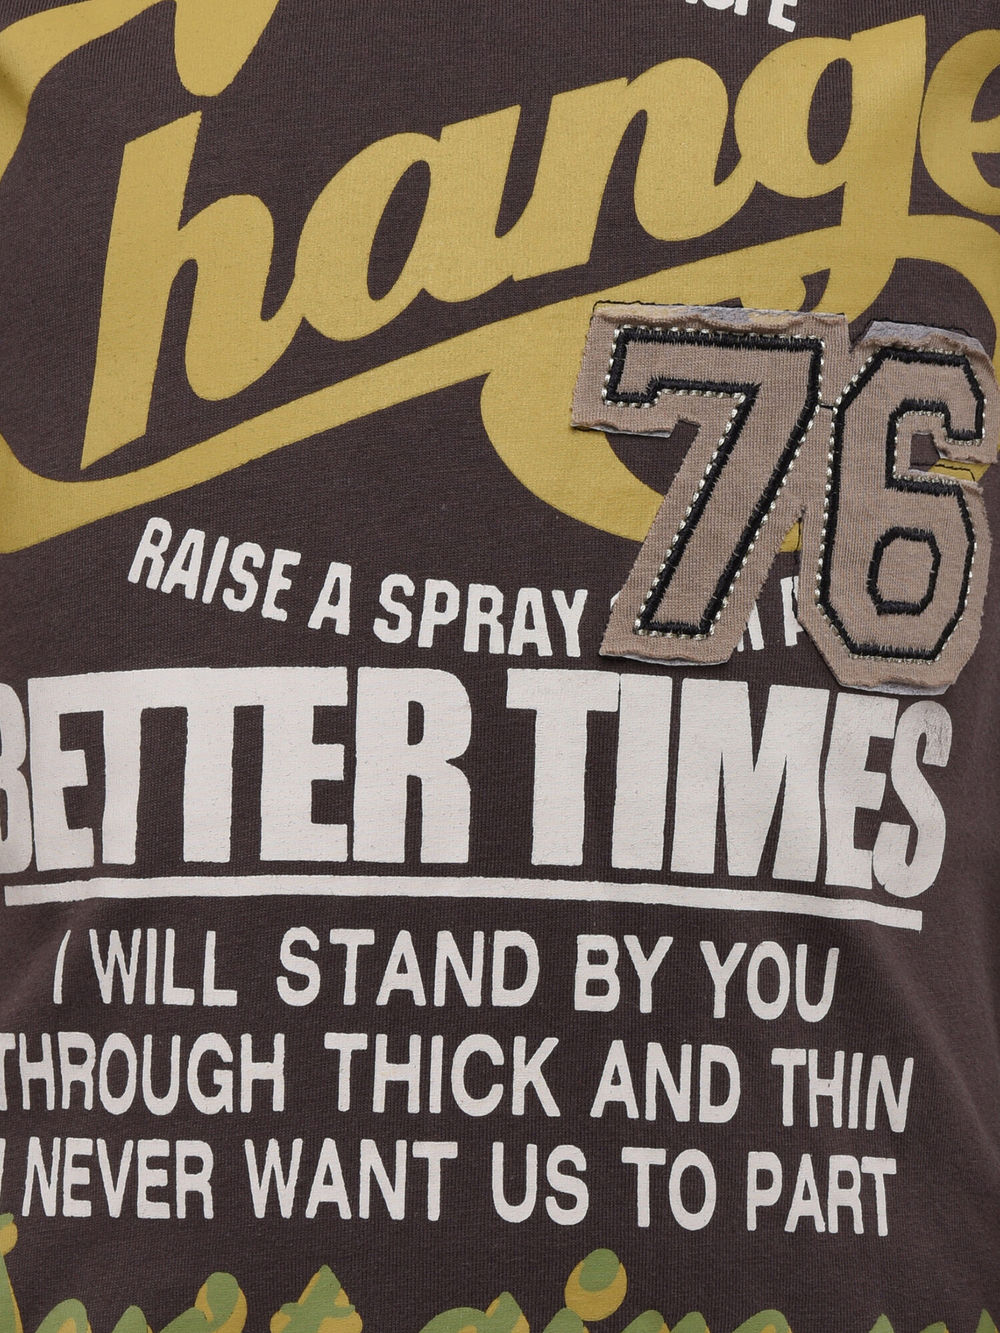 Change
76
RAISE A SPRAY
BETTER TIMES
I WILL STAND BY YOU
THROUGH THICK AND THIN
I NEVER WANT US TO PART